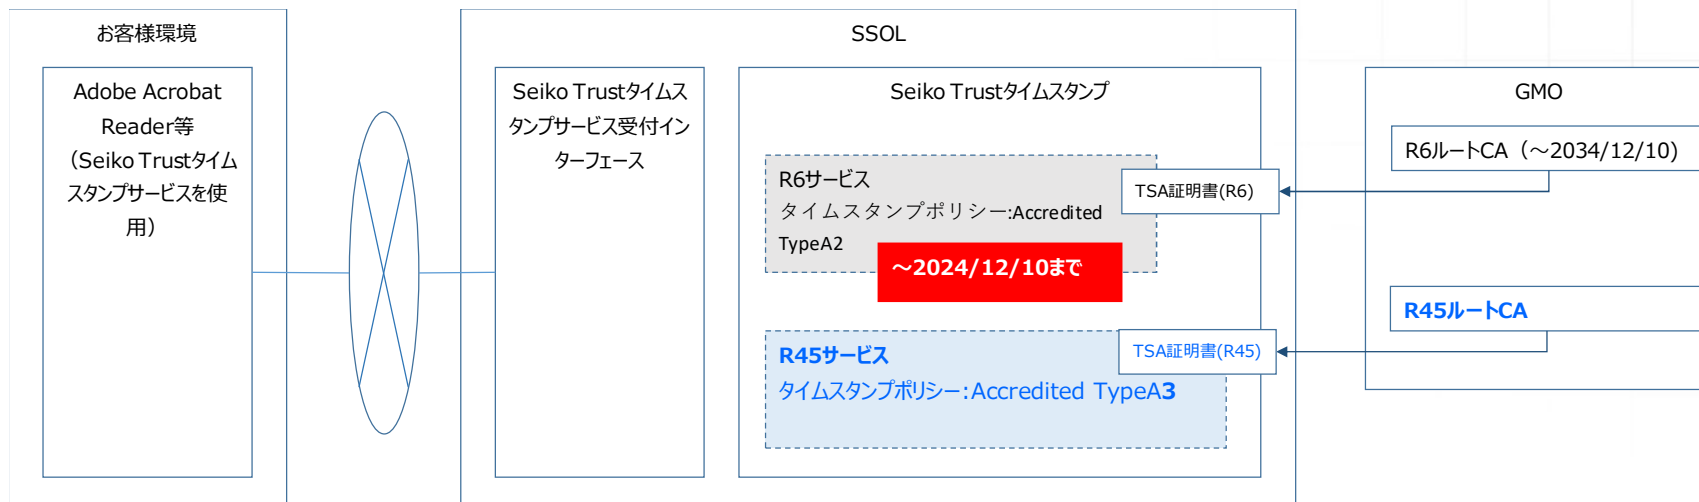 お客様環境
Adobe Acrobat
Reader等
（Seiko Trustタイム
スタンプサービスを使
用）
SSOL
Seiko Trustタイムス
タンプサービス受付イン
ターフェース
Seiko Trustタイムスタンプ
R6サービス
タイムスタンプポリシー:Accredited
TypeA2
～2024/12/10まで
TSA証明書(R6)
R45サービス
タイムスタンプポリシー:Accredited TypeA3
TSA証明書(R45)
GMO
R6ルートCA（～2034/12/10)
R45ルートCA